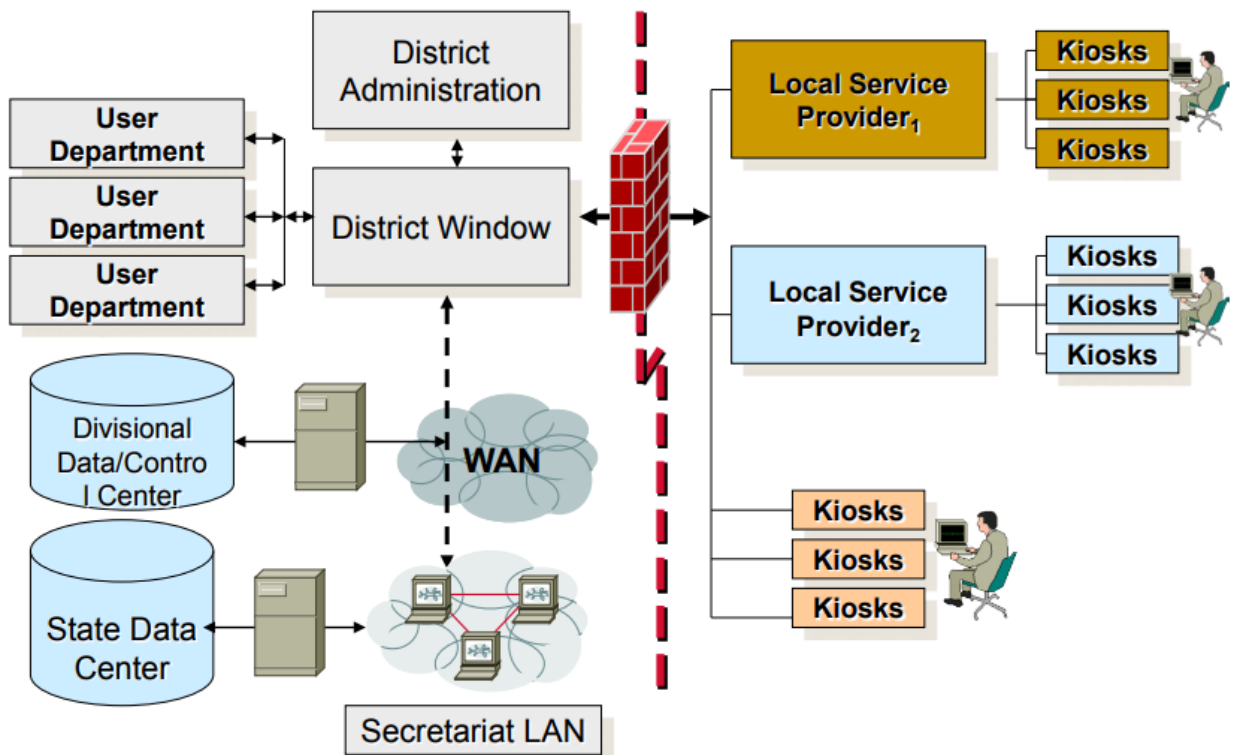 District
Administration
User
Department
User
Department
User
Department
District Window
Divisional
Data/Contro
l Center
WAN
State Data
Center
Secretariat LAN
Local Service
Provider1
Kiosks
Kiosks
Kiosks
Local Service
Provider2
Kiosks
Kiosks
Kiosks
Kiosks
Kiosks
Kiosks